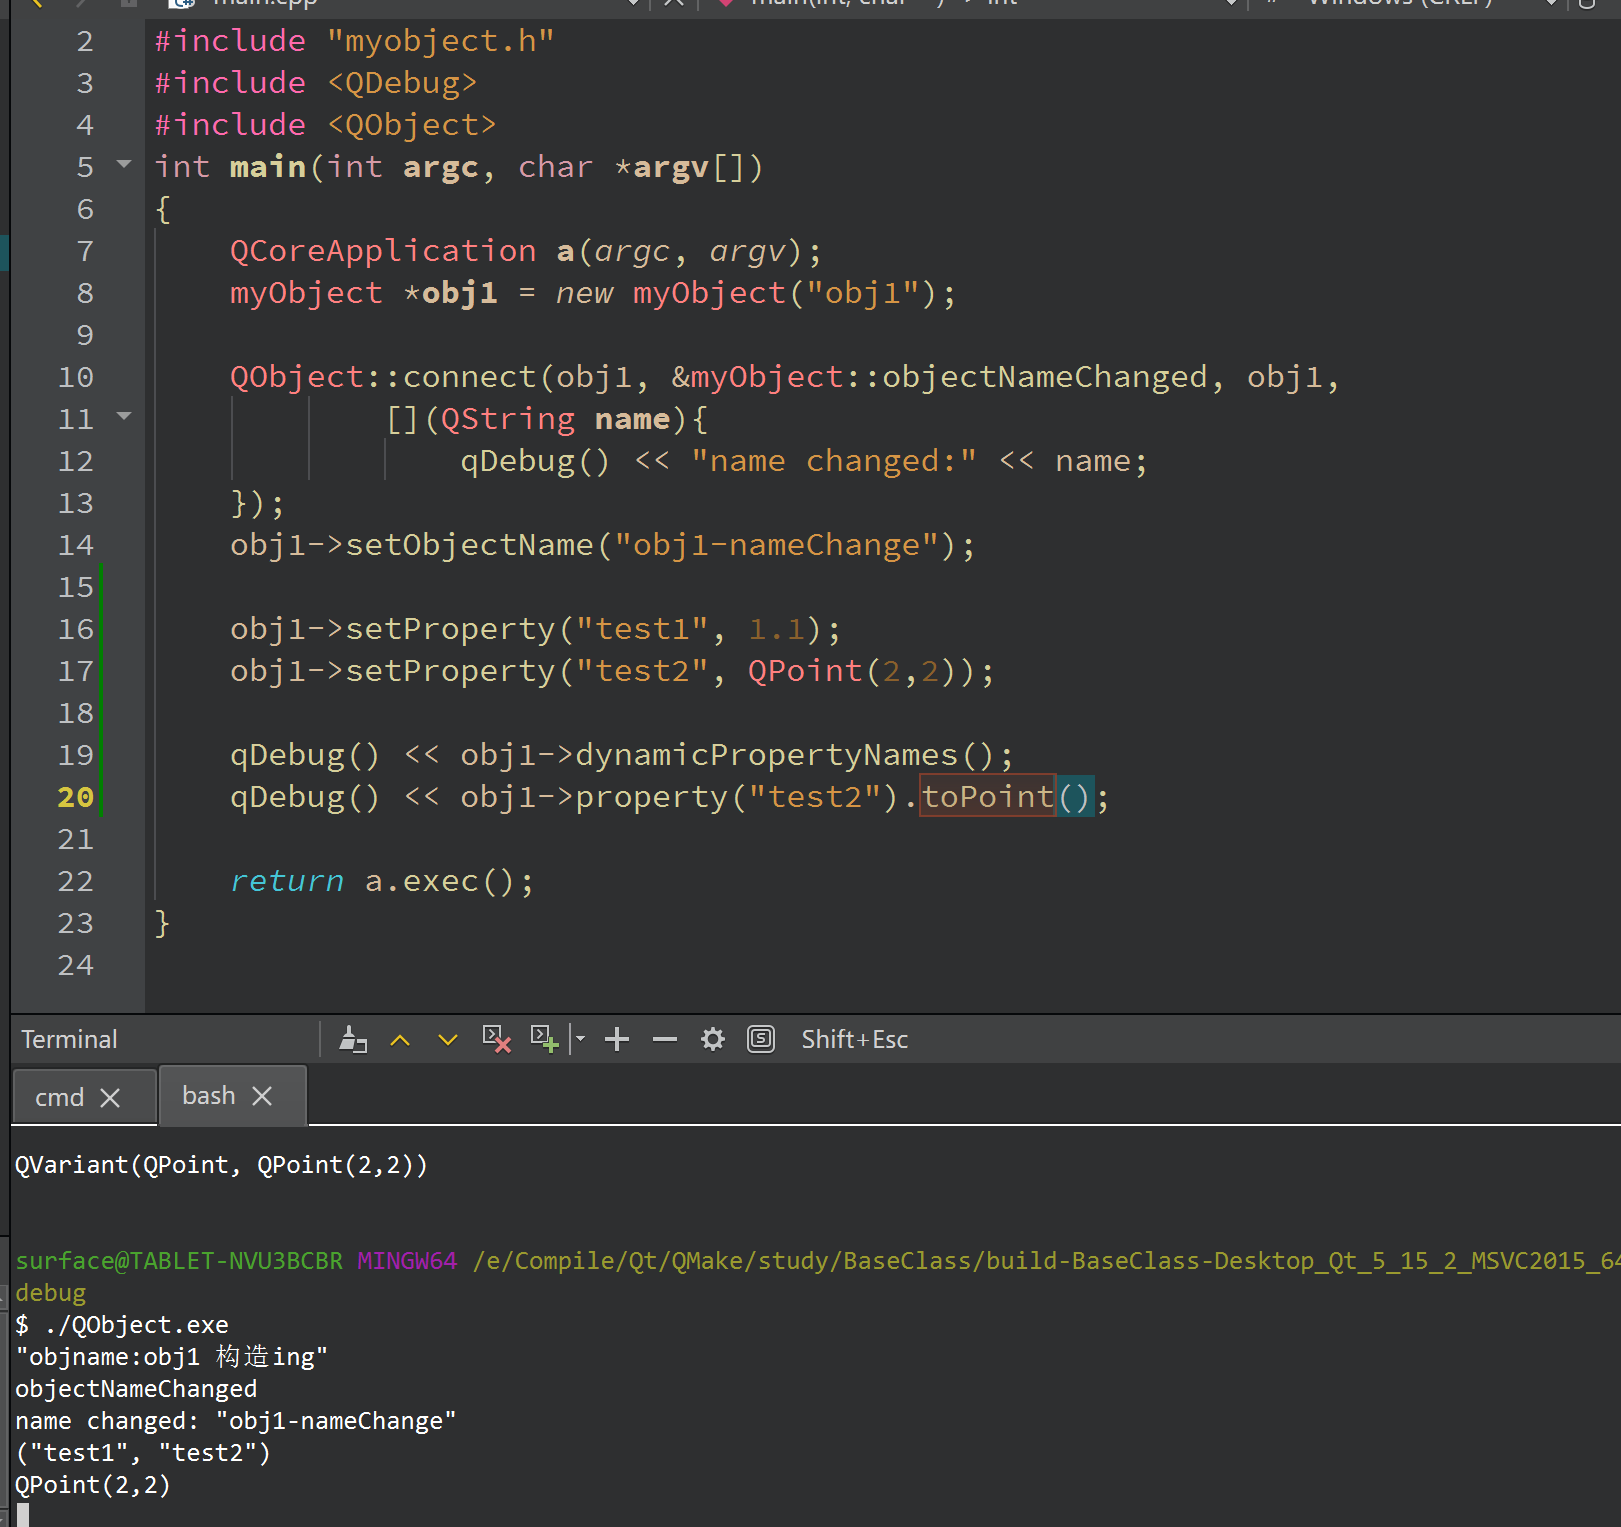 main.cpp
2 #include "myobject.h"
3 #include <QDebug>
4 #include <QObject>
5 int main(int argc, char *argv[])
6 {
7 QCoreApplication a(argc, argv);
8 myObject *obj1 = new myObject("obj1");
9
10 QObject::connect(obj1, &myObject::objectNameChanged, obj1,
11 [](QString name){
12 qDebug() << "name changed:" << name;
13 });
14 obj1->setObjectName("obj1-nameChange");
15
16 obj1->setProperty("test1", 1.1);
17 obj1->setProperty("test2", QPoint(2,2));
18
19 qDebug() << obj1->dynamicPropertyNames();
20 qDebug() << obj1->property("test2").toPoint();
21
22 return a.exec();
23 }
24
Terminal Shift+Esc
cmd bash
QVariant(QPoint, QPoint(2,2))
surface@TABLET-NVU3BCBR MINGW64 /e/Compile/Qt/QMake/study/BaseClass/build-BaseClass-Desktop_Qt_5_15_2_MSVC2015_64
debug
$ ./QObject.exe
"objname:obj1 构造ing"
objectNameChanged
name changed: "obj1-nameChange"
("test1", "test2")
QPoint(2,2)